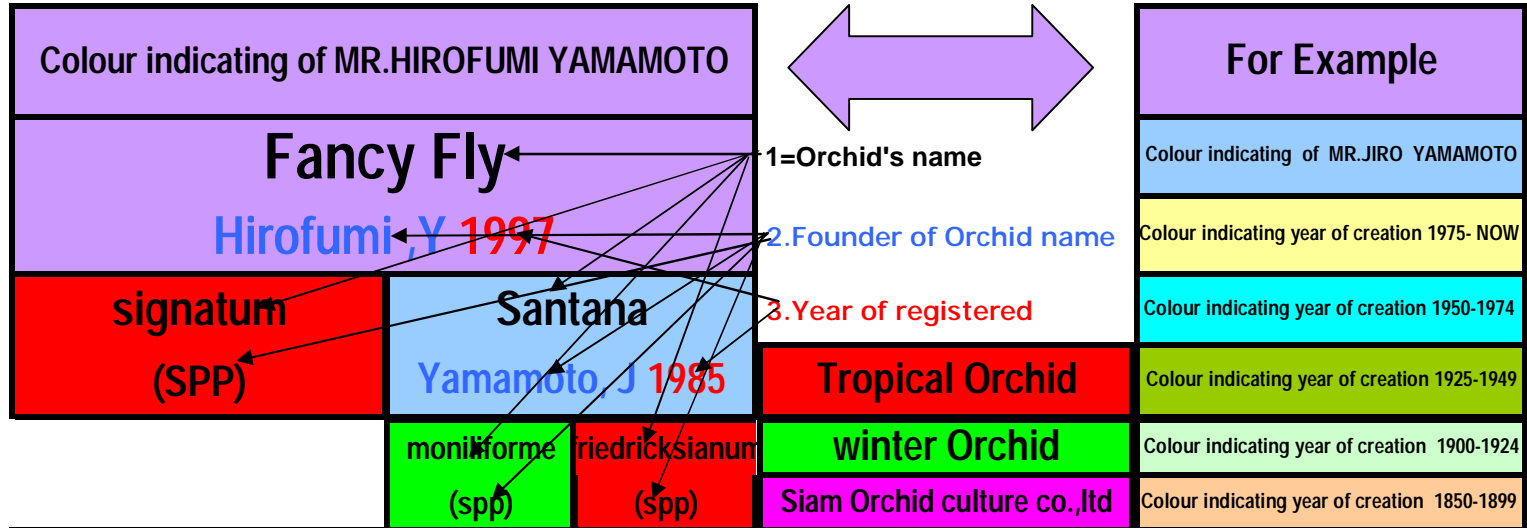 Colour indicating of MR.HIROFUMI YAMAMOTO
For Example
Fancy Fly
1=Orchid's name
Colour indicating of MR.JIRO YAMAMOTO
Hirofumi ,Y 1997
2.Founder of Orchid name
Colour indicating year of creation 1975- NOW
signatum
Santana
3.Year of registered
Colour indicating year of creation 1950-1974
(SPP)
Yamamoto, J 1985
Tropical Orchid
Colour indicating year of creation 1925-1949
moniliforme
friedricksianum
winter Orchid
Colour indicating year of creation 1900-1924
(spp)
(spp)
Siam Orchid culture co.,ltd
Colour indicating year of creation 1850-1899